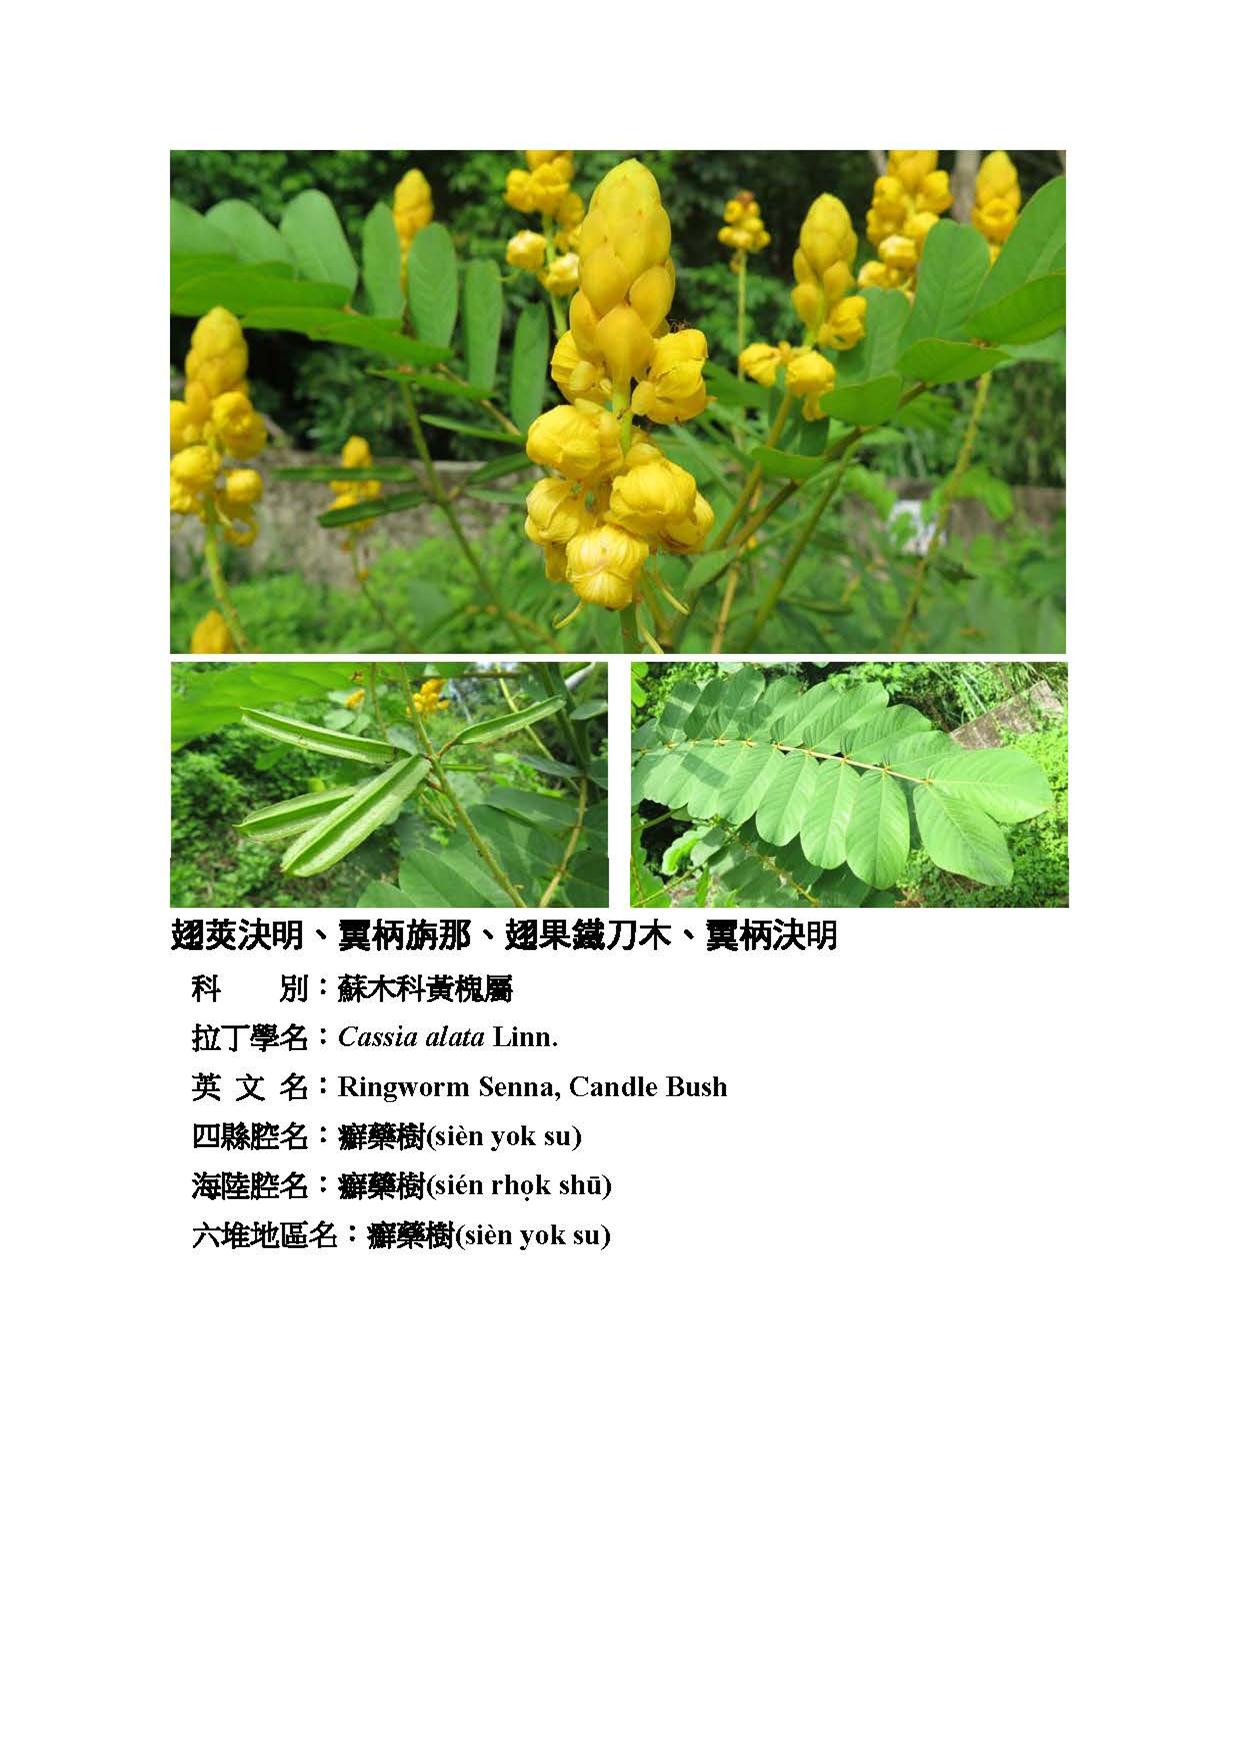 翅莢決明、翼柄旃那、翅果鐵刀木、翼柄決明
科　　別：蘇木科黃槐屬
拉丁學名：Cassia alata Linn.
英 文 名：Ringworm Senna, Candle Bush
四縣腔名：癬藥樹(sièn yok su)
海陸腔名：癬藥樹(sién rhọk shū)
六堆地區名：癬藥樹(sièn yok su)